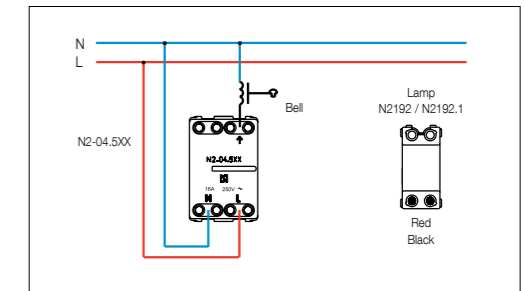 N
L
Bell
N2-04.5XX
N2-04.5XX
16A 250V ~
N L
Lamp
N2192 / N2192.1
Red
Black